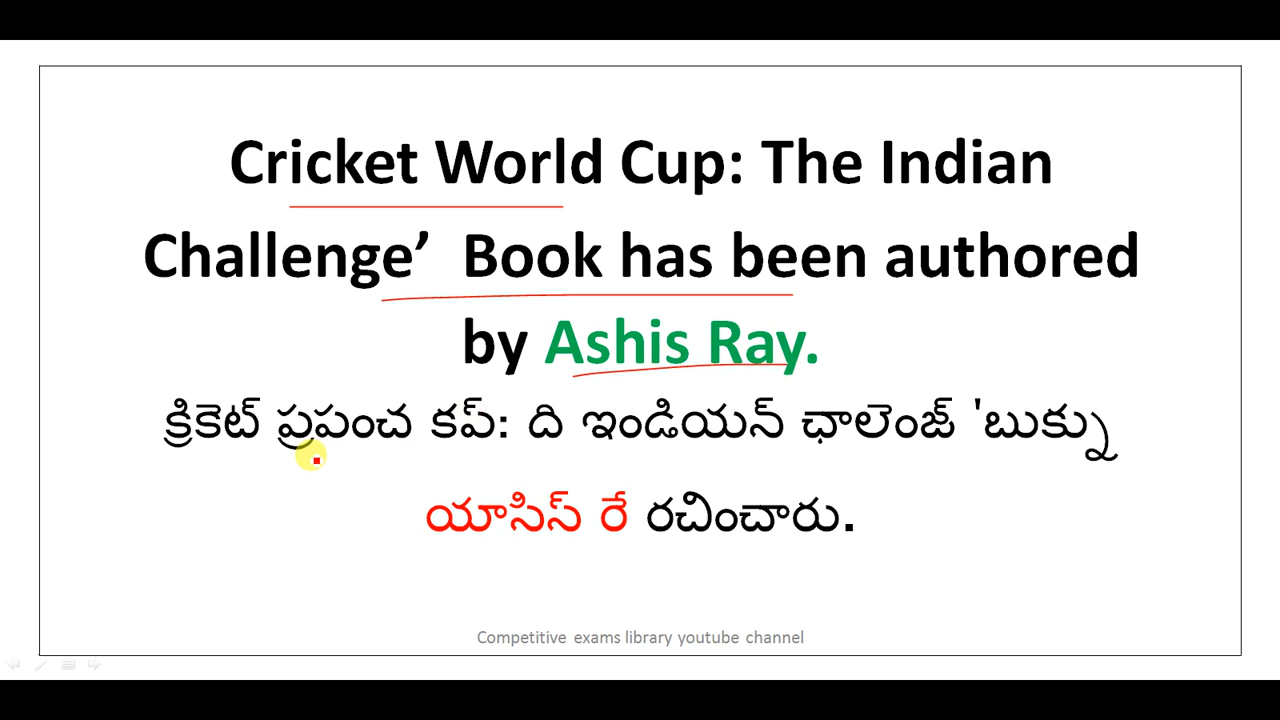 Cricket World Cup: The Indian
Challenge’ Book has been authored
by Ashis Ray.
క్రికెట్ ప్రపంచ కప్: ది ఇండియన్ ఛాలెంజ్ 'బుక్ను
యాసిస్ రే రచించారు.
Competitive exams library youtube channel